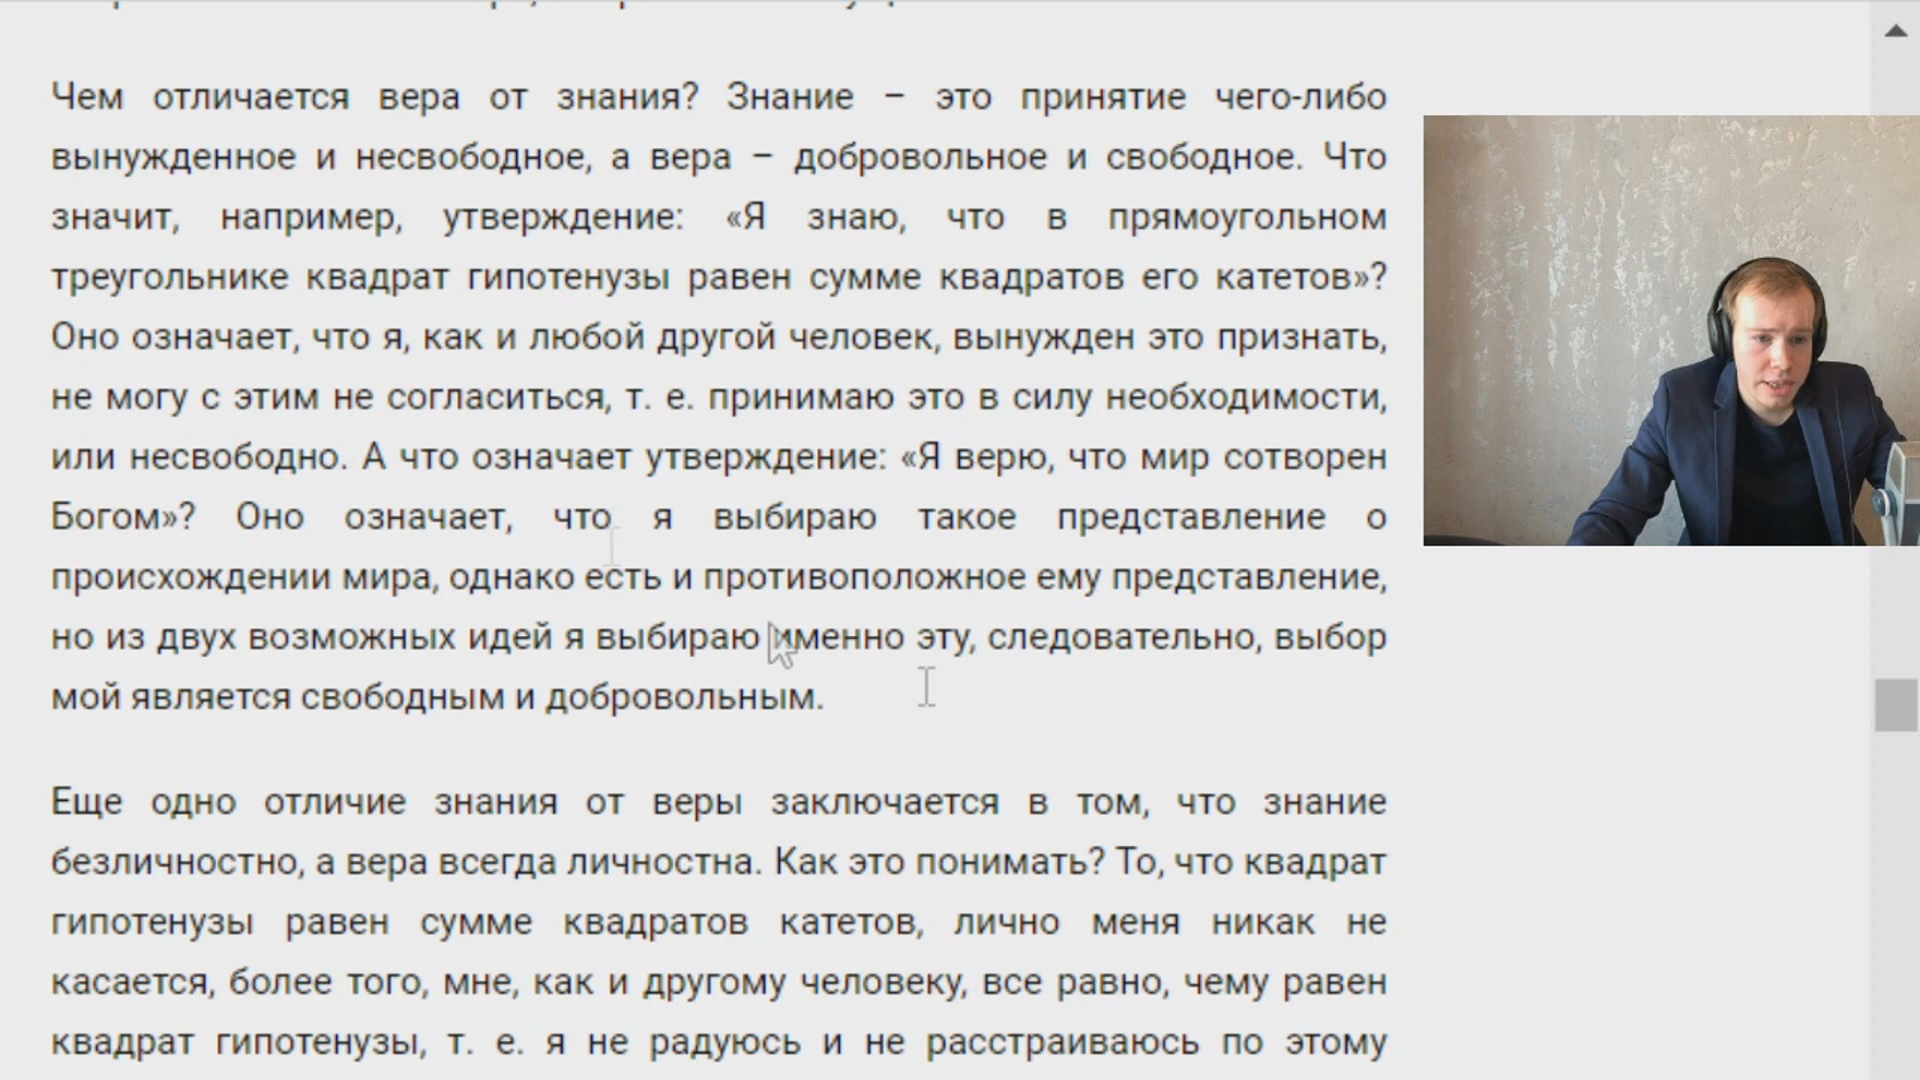 Чем отличается вера от знания? Знание – это принятие чего-либо
вынужденное и несвободное, а вера – добровольное и свободное. Что
значит, например, утверждение: «Я знаю, что в прямоугольном
треугольнике квадрат гипотенузы равен сумме квадратов его катетов»?
Оно означает, что я, как и любой другой человек, вынужден это признать,
не могу с этим не согласиться, т. е. принимаю это в силу необходимости,
или несвободно. А что означает утверждение: «Я верю, что мир сотворен
Богом»? Оно означает, что я выбираю такое представление о
происхождении мира, однако есть и противоположное ему представление,
но из двух возможных идей я выбираю именно эту, следовательно, выбор
мой является свободным и добровольным.
Еще одно отличие знания от веры заключается в том, что знание
безличностно, а вера всегда личностна. Как это понимать? То, что квадрат
гипотенузы равен сумме квадратов катетов, лично меня никак не
касается, более того, мне, как и другому человеку, все равно, чему равен
квадрат гипотенузы, т. е. я не радуюсь и не расстраиваюсь по этому